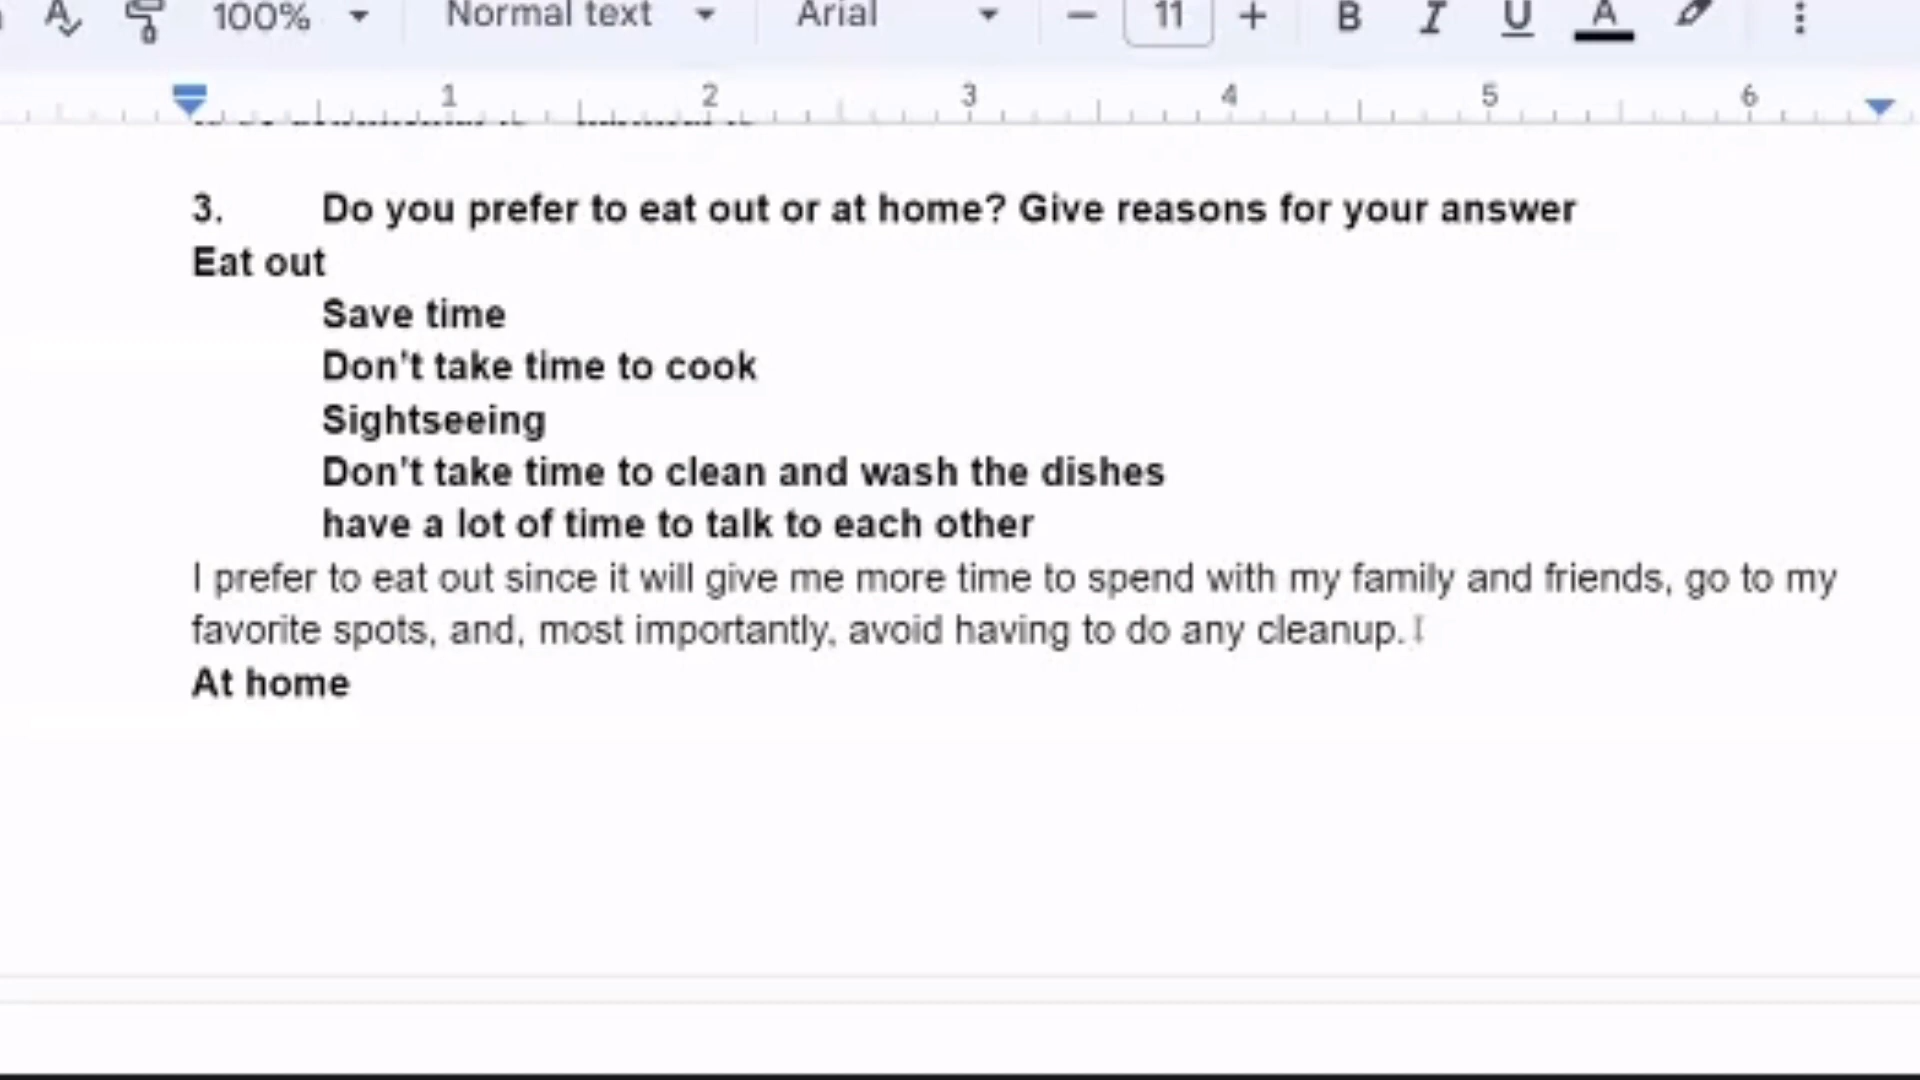 100% Normal text Arial 11 B I U A
1 2 3 4 5 6
3. Do you prefer to eat out or at home? Give reasons for your answer
Eat out
Save time
Don't take time to cook
Sightseeing
Don't take time to clean and wash the dishes
have a lot of time to talk to each other
I prefer to eat out since it will give me more time to spend with my family and friends, go to my
favorite spots, and, most importantly, avoid having to do any cleanup.
At home